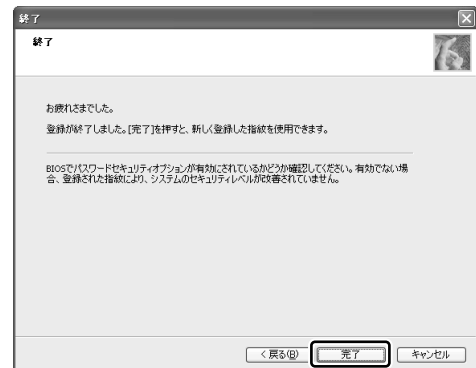 終了
終了
お疲れさまでした。
登録が終了しました。[完了]を押すと、新しく登録した指紋を使用できます。
BIOSでパスワードセキュリティオプションが有効にされているかどうか確認してください。有効でない場
合、登録された指紋により、システムのセキュリティレベルが改善されていません。
< 戻る(B)
完了
キャンセル